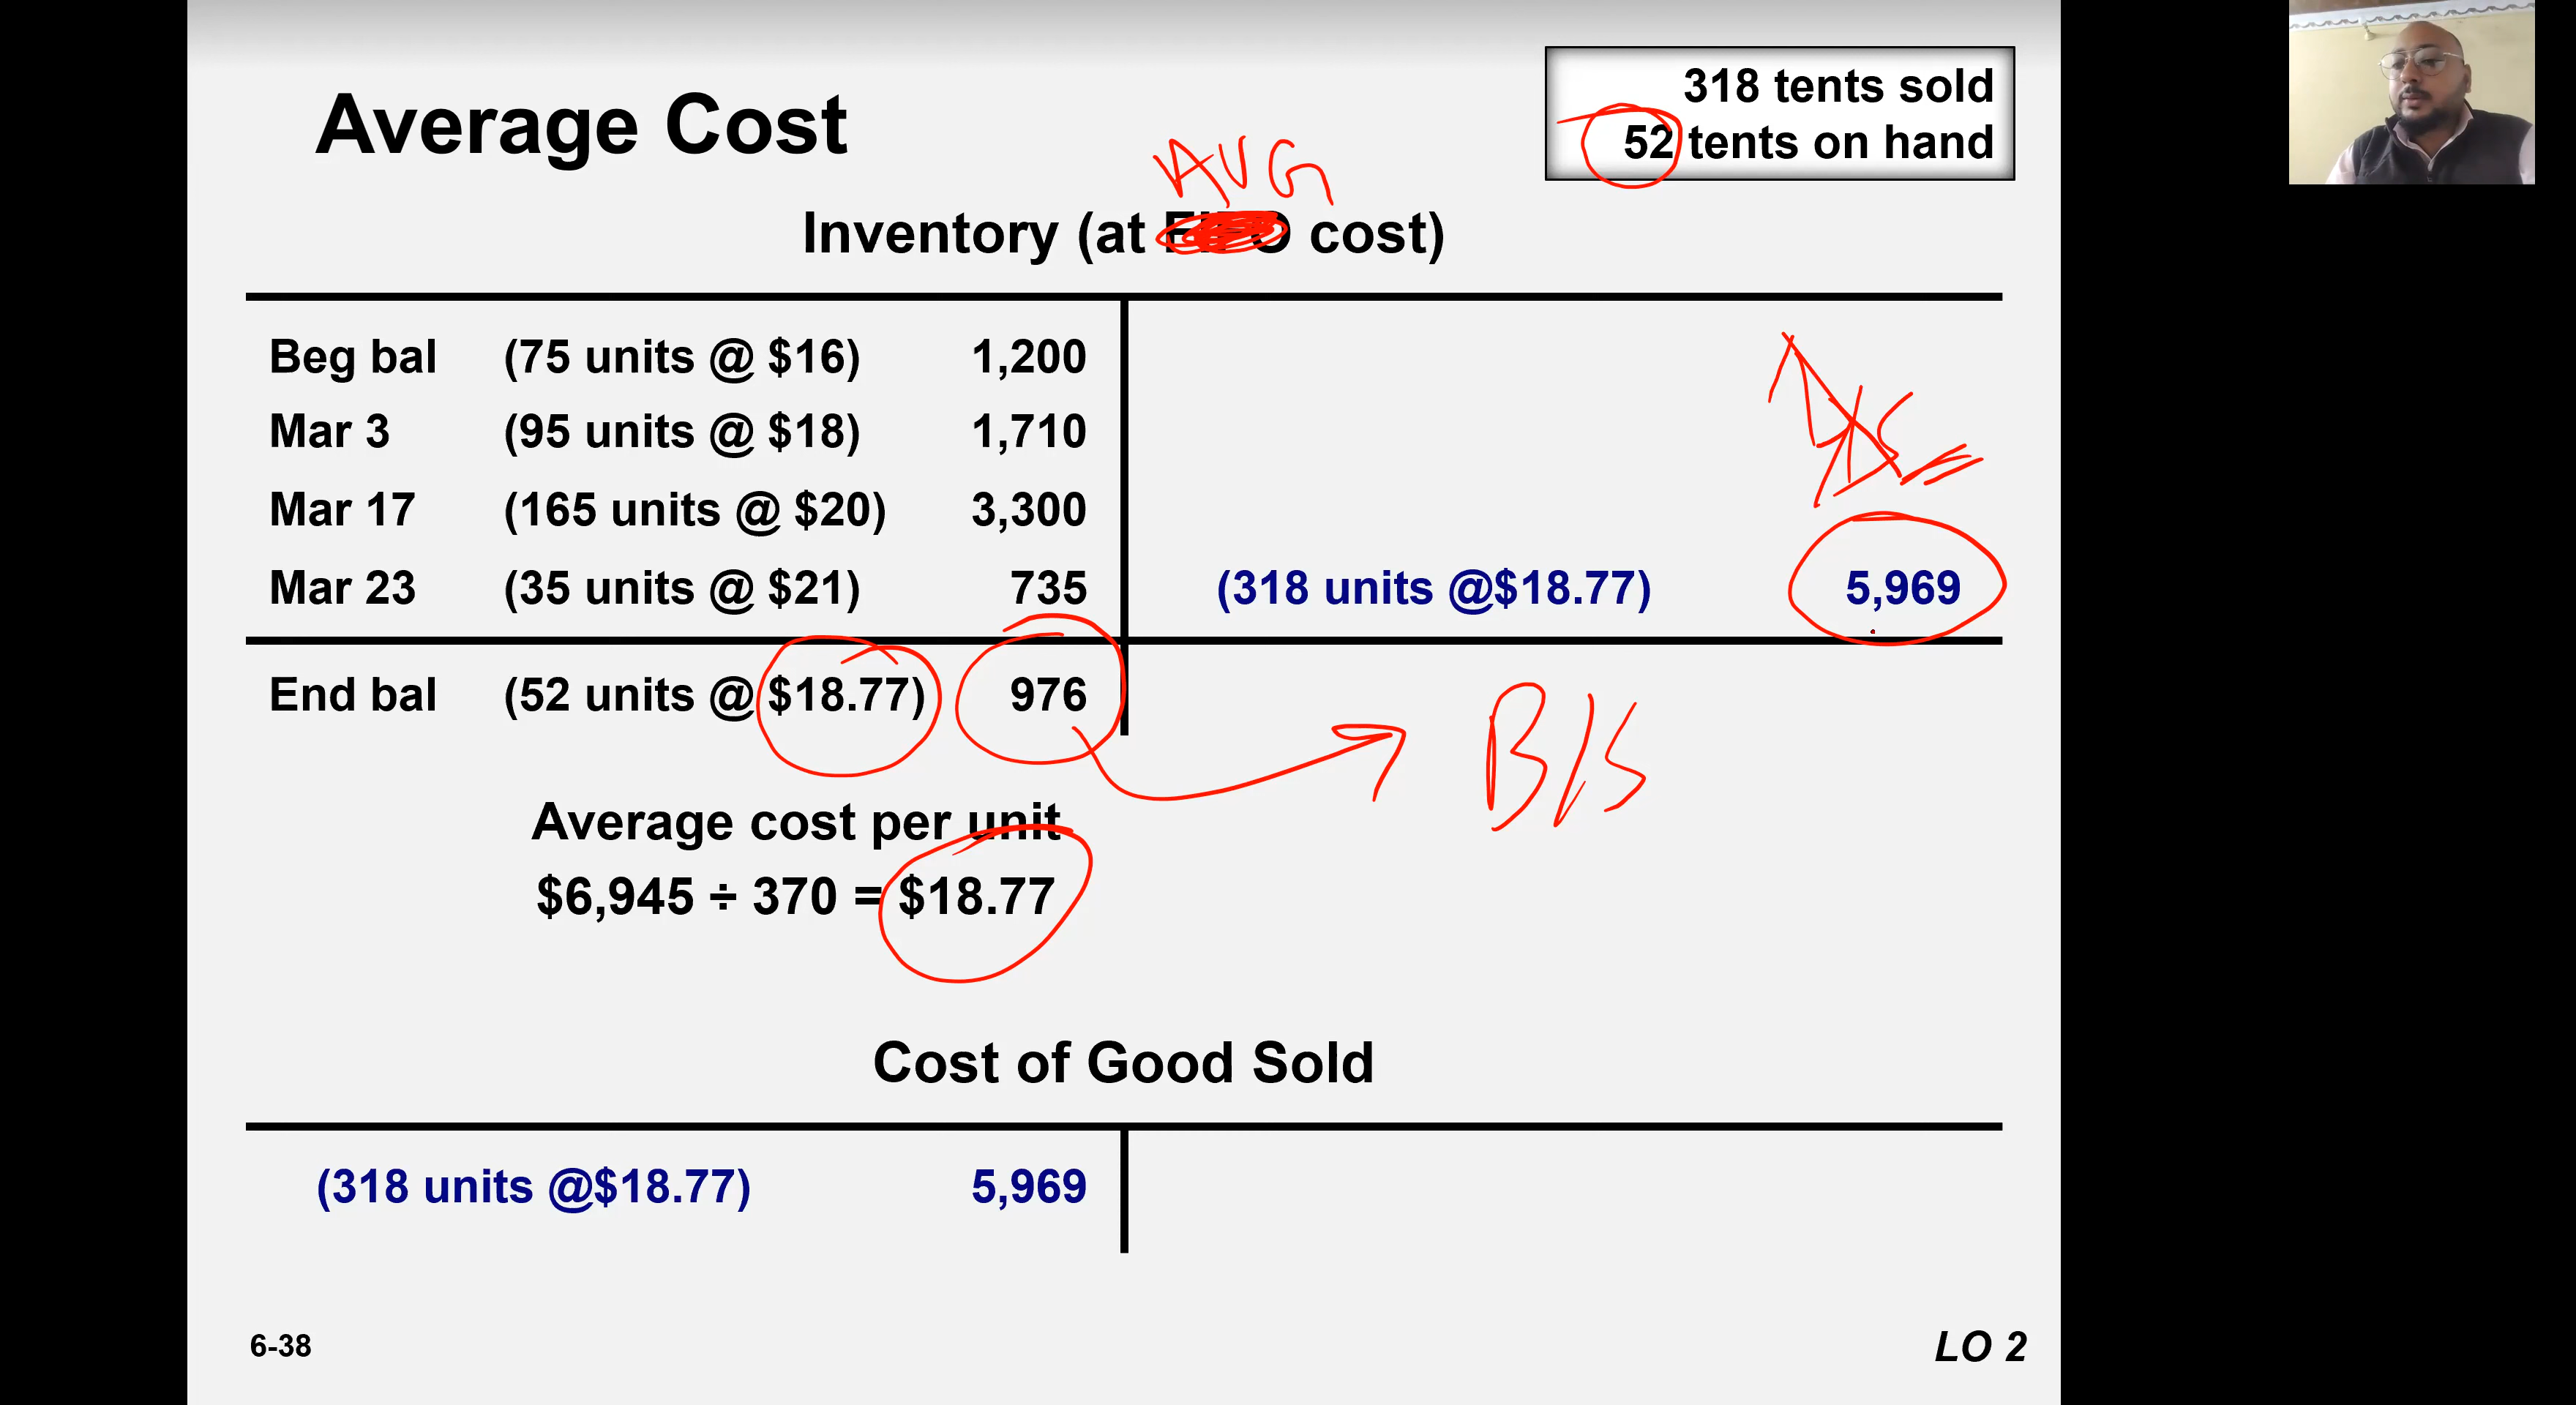 Average Cost
318 tents sold
52 tents on hand
AVG
Inventory (at cost)
Beg bal (75 units @ $16) 1,200
Mar 3 (95 units @ $18) 1,710
Mar 17 (165 units @ $20) 3,300
Mar 23 (35 units @ $21) 735 (318 units @$18.77) 5,969
End bal (52 units @ $18.77) 976
B/S
Average cost per unit
$6,945 ÷ 370 = $18.77
Cost of Good Sold
(318 units @$18.77) 5,969
6-38
LO 2